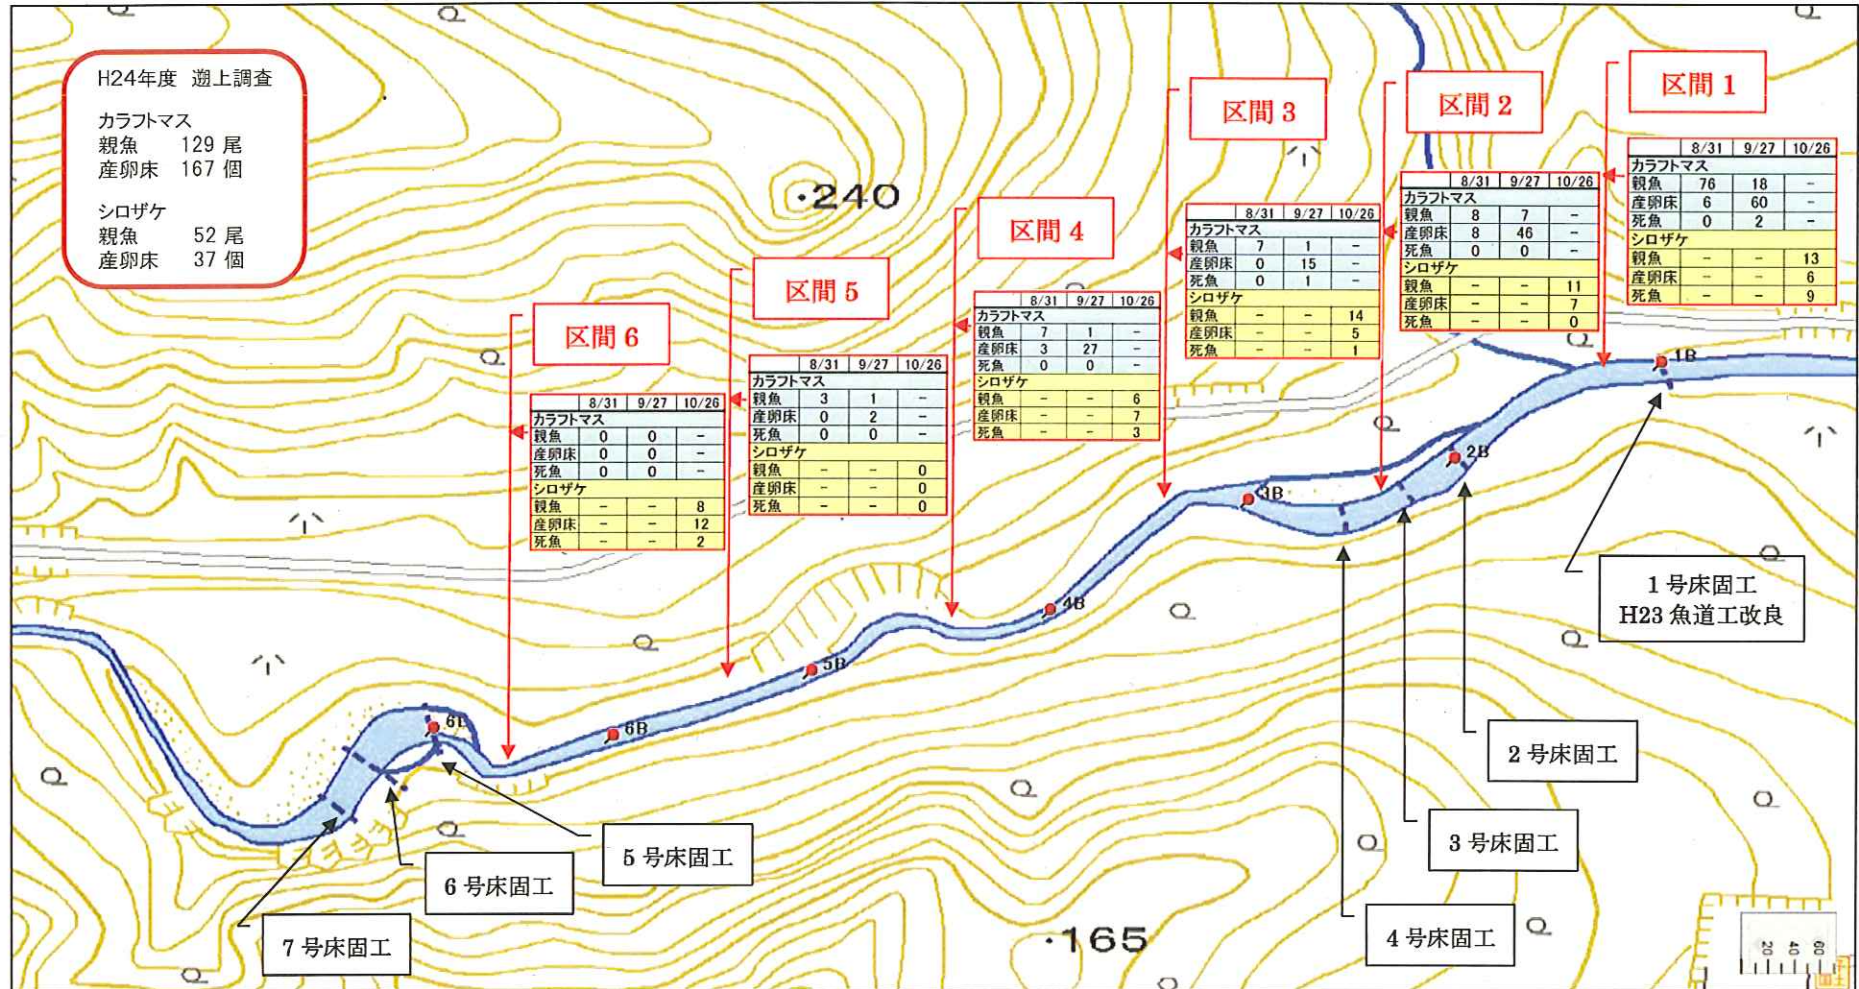 H24年度 遡上調査
カラフトマス
親魚 129 尾
産卵床 167 個
シロザケ
親魚 52 尾
産卵床 37 個
・240
区間 6
8/31 9/27 10/26
カラフトマス
親魚 0 0 -
産卵床 0 0 -
死魚 0 0 -
シロザケ
親魚 - - 8
産卵床 - - 12
死魚 - - 2
区間 5
8/31 9/27 10/26
カラフトマス
親魚 3 1 -
産卵床 0 2 -
死魚 0 0 -
シロザケ
親魚 - - 0
産卵床 - - 0
死魚 - - 0
区間 4
8/31 9/27 10/26
カラフトマス
親魚 7 1 -
産卵床 3 27 -
死魚 0 0 -
シロザケ
親魚 - - 6
産卵床 - - 7
死魚 - - 3
区間 3
8/31 9/27 10/26
カラフトマス
親魚 7 1 -
産卵床 0 15 -
死魚 0 1 -
シロザケ
親魚 - - 14
産卵床 - - 5
死魚 - - 1
区間 2
8/31 9/27 10/26
カラフトマス
親魚 8 7 -
産卵床 8 46 -
死魚 0 0 -
シロザケ
親魚 - - 11
産卵床 - - 7
死魚 - - 0
区間 1
8/31 9/27 10/26
カラフトマス
親魚 76 18 -
産卵床 6 60 -
死魚 0 2 -
シロザケ
親魚 - - 13
産卵床 - - 6
死魚 - - 9
1B
2B
3B
4B
5B
6B
1 号床固工
H23 魚道工改良
2 号床固工
3 号床固工
4 号床固工
5 号床固工
6 号床固工
7 号床固工
・165
20 40 60